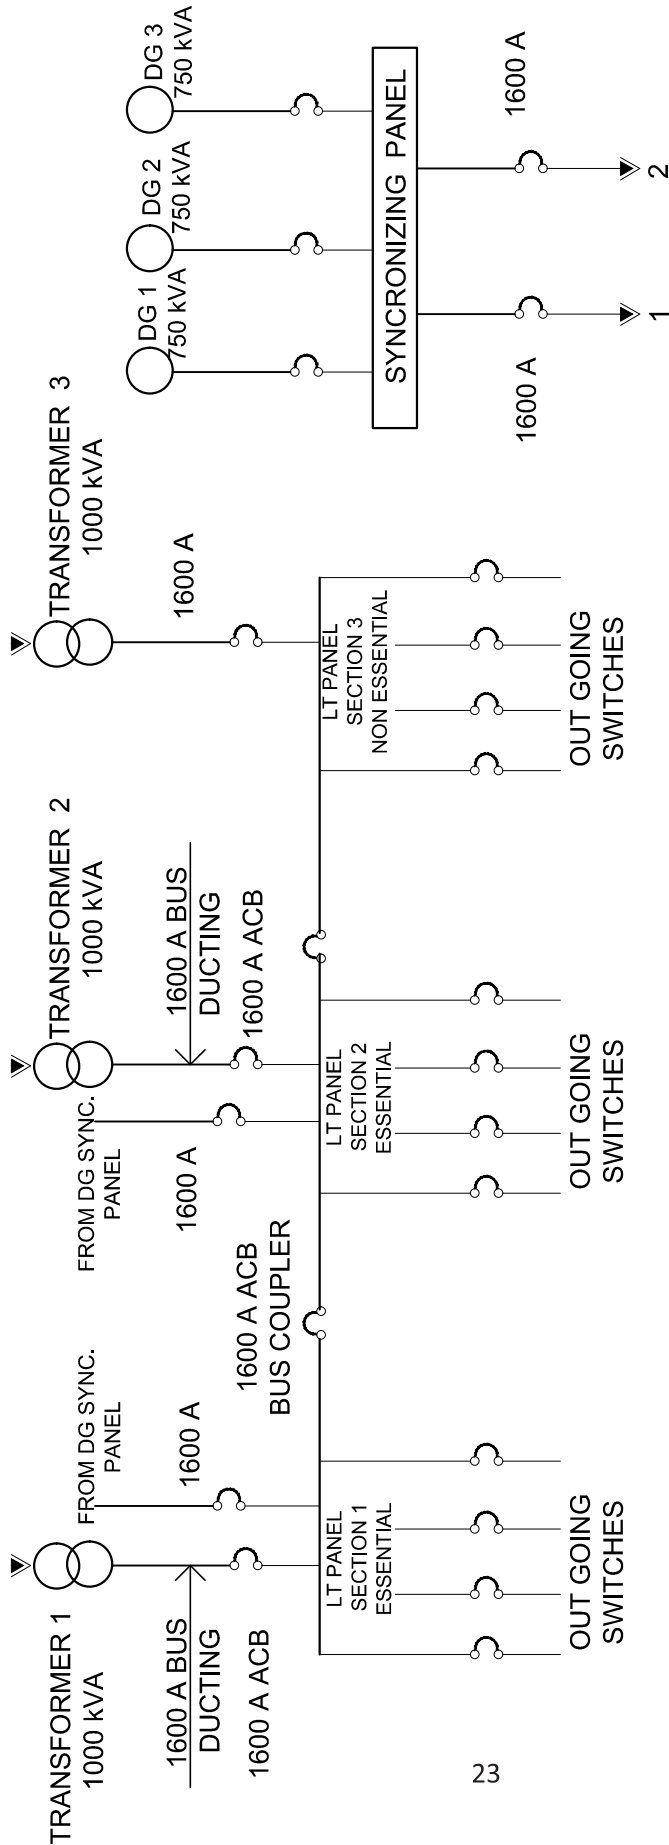 TRANSFORMER 1
1000 kVA
1600 A BUS
DUCTING
1600 A ACB
FROM DG SYNC.
PANEL
1600 A
LT PANEL
SECTION 1
ESSENTIAL
OUT GOING
SWITCHES
1600 A ACB
BUS COUPLER
FROM DG SYNC.
PANEL
1600 A
TRANSFORMER 2
1000 kVA
1600 A BUS
DUCTING
1600 A ACB
LT PANEL
SECTION 2
ESSENTIAL
OUT GOING
SWITCHES
TRANSFORMER 3
1000 kVA
1600 A
LT PANEL
SECTION 3
NON ESSENTIAL
OUT GOING
SWITCHES
DG 1
750 kVA
DG 2
750 kVA
DG 3
750 kVA
SYNCRONIZING PANEL
1600 A
1
1600 A
2
23